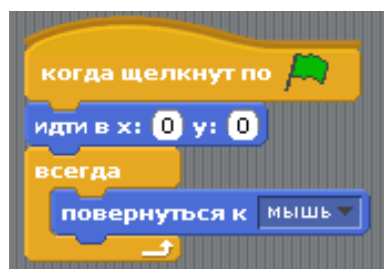 когда щелкнут по
идти в x: 0 y: 0
всегда
повернуться к мышь